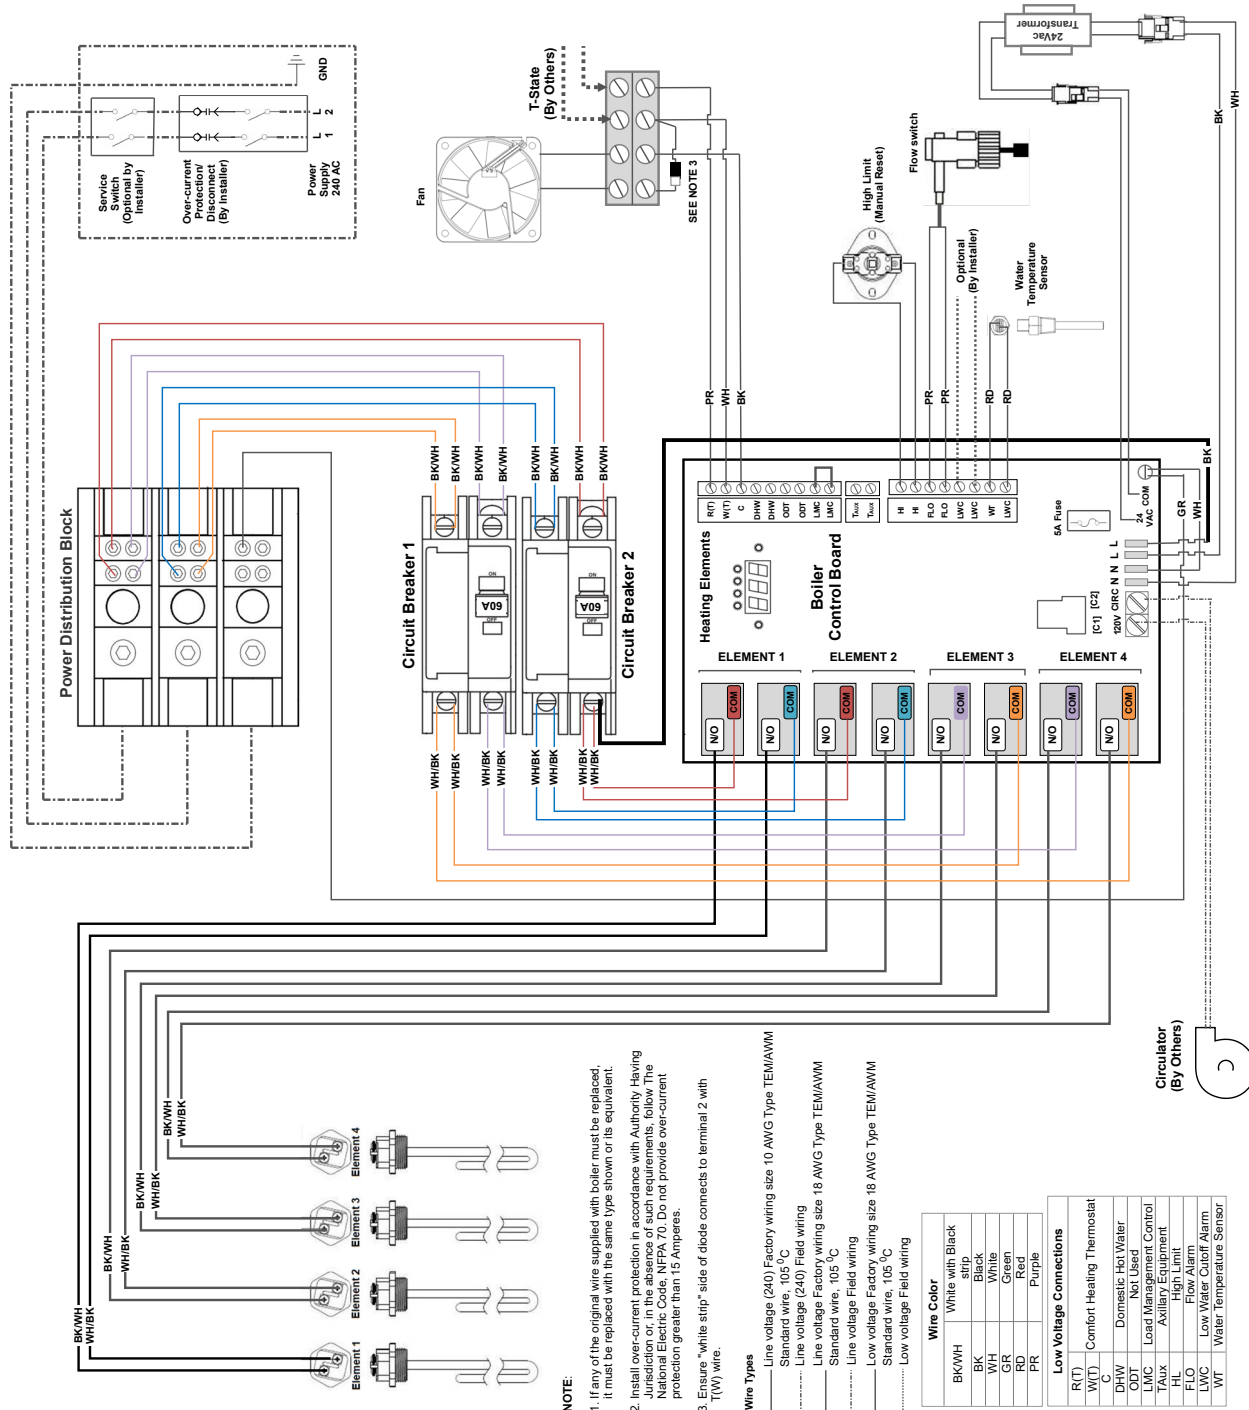 Service
Switch
(Optional by
Installer)
Over-current
Protection/
Disconnect
(By Installer)
GND
L
2
L
1
Power
Supply
240 AC
Fan
T-State
(By Others)
SEE NOTE 3
24Vac
Transformer
Flow switch
High Limit
(Manual Reset)
Optional
(By Installer)
Water
Temperature
Sensor
BK
WH
Power Distribution Block
BK/WH
BK/WH
BK/WH
BK/WH
BK/WH
BK/WH
BK/WH
BK/WH
Circuit Breaker 1
ON
60A
OFF
ON
60A
OFF
Circuit Breaker 2
WH/BK
WH/BK
WH/BK
WH/BK
WH/BK
WH/BK
WH/BK
WH/BK
PR
WH
BK
PR
PR
RD
RD
BK
GR
WH
R(T)
W(T)
C
DHW
DHW
ODT
ODT
LMC
LMC
TAUX
TAUX
HI
HI
FLO
FLO
LWC
LWC
WT
LWC
5A Fuse
24
VAC
COM
Heating Elements
Boiler
Control Board
[C1]
[C2]
120V CIRC N N L L
ELEMENT 1
ELEMENT 2
ELEMENT 3
ELEMENT 4
N/O
COM
N/O
COM
N/O
COM
N/O
COM
N/O
COM
N/O
COM
N/O
COM
N/O
COM
Circulator
(By Others)
BK/WH
WH/BK
BK/WH
WH/BK
BK/WH
WH/BK
BK/WH
WH/BK
Element 4
Element 3
Element 2
Element 1
NOTE:
1. If any of the original wire supplied with boiler must be replaced,
it must be replaced with the same type shown or its equivalent.
2. Install over-current protection in accordance with Authority Having
Jurisdiction or, in the absence of such requirements, follow The
National Electric Code, NFPA 70. Do not provide over-current
protection greater than 15 Amperes.
3. Ensure "white strip" side of diode connects to terminal 2 with
T(W) wire.
Wire Types
Line voltage (240) Factory wiring size 10 AWG Type TEM/AWM
Standard wire, 105 ⁰C
Line voltage (240) Field wiring
Line voltage Factory wiring size 18 AWG Type TEM/AWM
Standard wire, 105 ⁰C
Line voltage Field wiring
Low voltage Factory wiring size 18 AWG Type TEM/AWM
Standard wire, 105 ⁰C
Low voltage Field wiring
Wire Color
BK/WH White with Black
strip
BK Black
WH White
GR Green
RD Red
PR Purple
Low Voltage Connections
R(T)
W(T) Comfort Heating Thermostat
C
DHW Domestic Hot Water
ODT Not Used
LMC Load Management Control
TAux Axillary Equipment
HL High Limit
FLO Flow Alarm
LWC Low Water Cutoff Alarm
WT Water Temperature Sensor